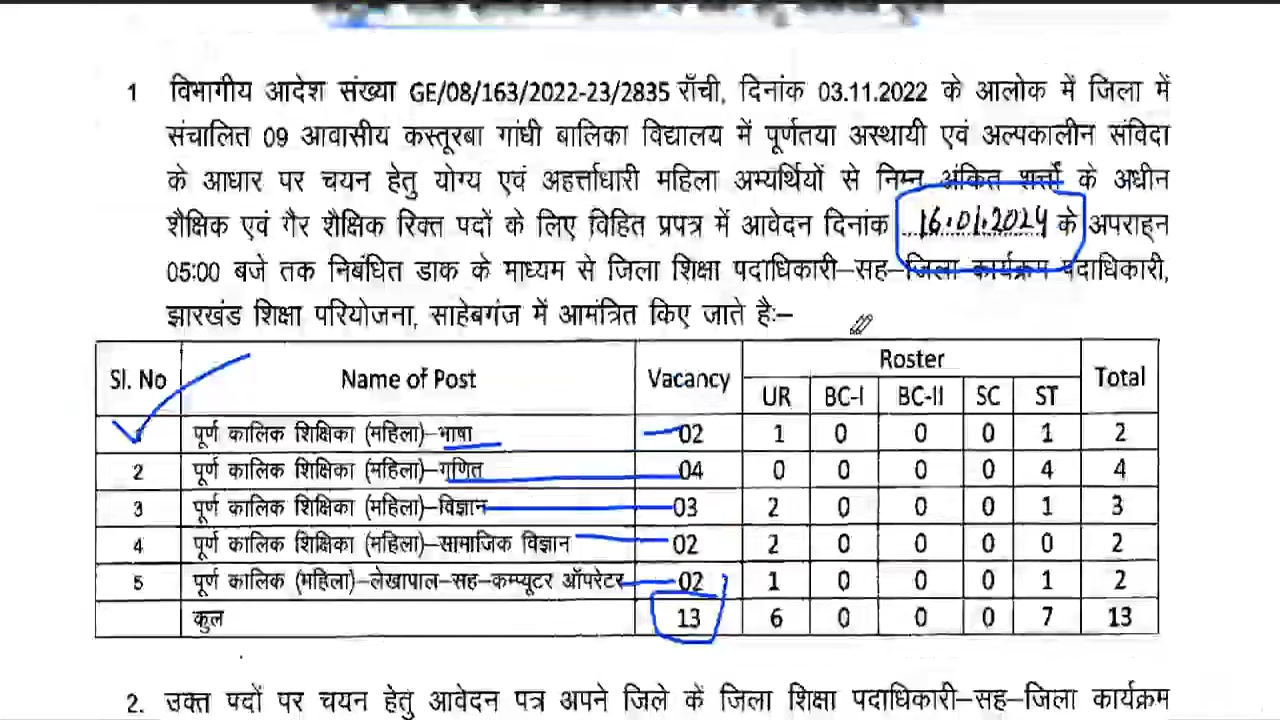 1 विभागीय आदेश संख्या GE/08/163/2022-23/2835 राँची, दिनांक 03.11.2022 के आलोक में जिला में
संचालित 09 आवासीय कस्तूरबा गांधी बालिका विद्यालय में पूर्णतया अस्थायी एवं अल्पकालीन संविदा
के आधार पर चयन हेतु योग्य एवं अहर्त्ताधारी महिला अभ्यर्थियों से निम्न अंकित शर्त्तो के अधीन
शैक्षिक एवं गैर शैक्षिक रिक्त पदों के लिए विहित प्रपत्र में आवेदन दिनांक 16.01.2024 के अपराह्न
05:00 बजे तक निबंधित डाक के माध्यम से जिला शिक्षा पदाधिकारी–सह–जिला कार्यक्रम पदाधिकारी,
झारखंड शिक्षा परियोजना, साहेबगंज में आमंत्रित किए जाते है:–
Sl. No Name of Post Vacancy Roster Total
UR BC-I BC-II SC ST
1 पूर्ण कालिक शिक्षिका (महिला)–भाषा 02 1 0 0 0 1 2
2 पूर्ण कालिक शिक्षिका (महिला)–गणित 04 0 0 0 0 4 4
3 पूर्ण कालिक शिक्षिका (महिला)–विज्ञान 03 2 0 0 0 1 3
4 पूर्ण कालिक शिक्षिका (महिला)–सामाजिक विज्ञान 02 2 0 0 0 0 2
5 पूर्ण कालिक (महिला)–लेखापाल–सह–कम्प्यूटर ऑपरेटर 02 1 0 0 0 1 2
कुल 13 6 0 0 0 7 13
2. उक्त पदों पर चयन हेतु आवेदन पत्र अपने जिले के जिला शिक्षा पदाधिकारी–सह–जिला कार्यक्रम